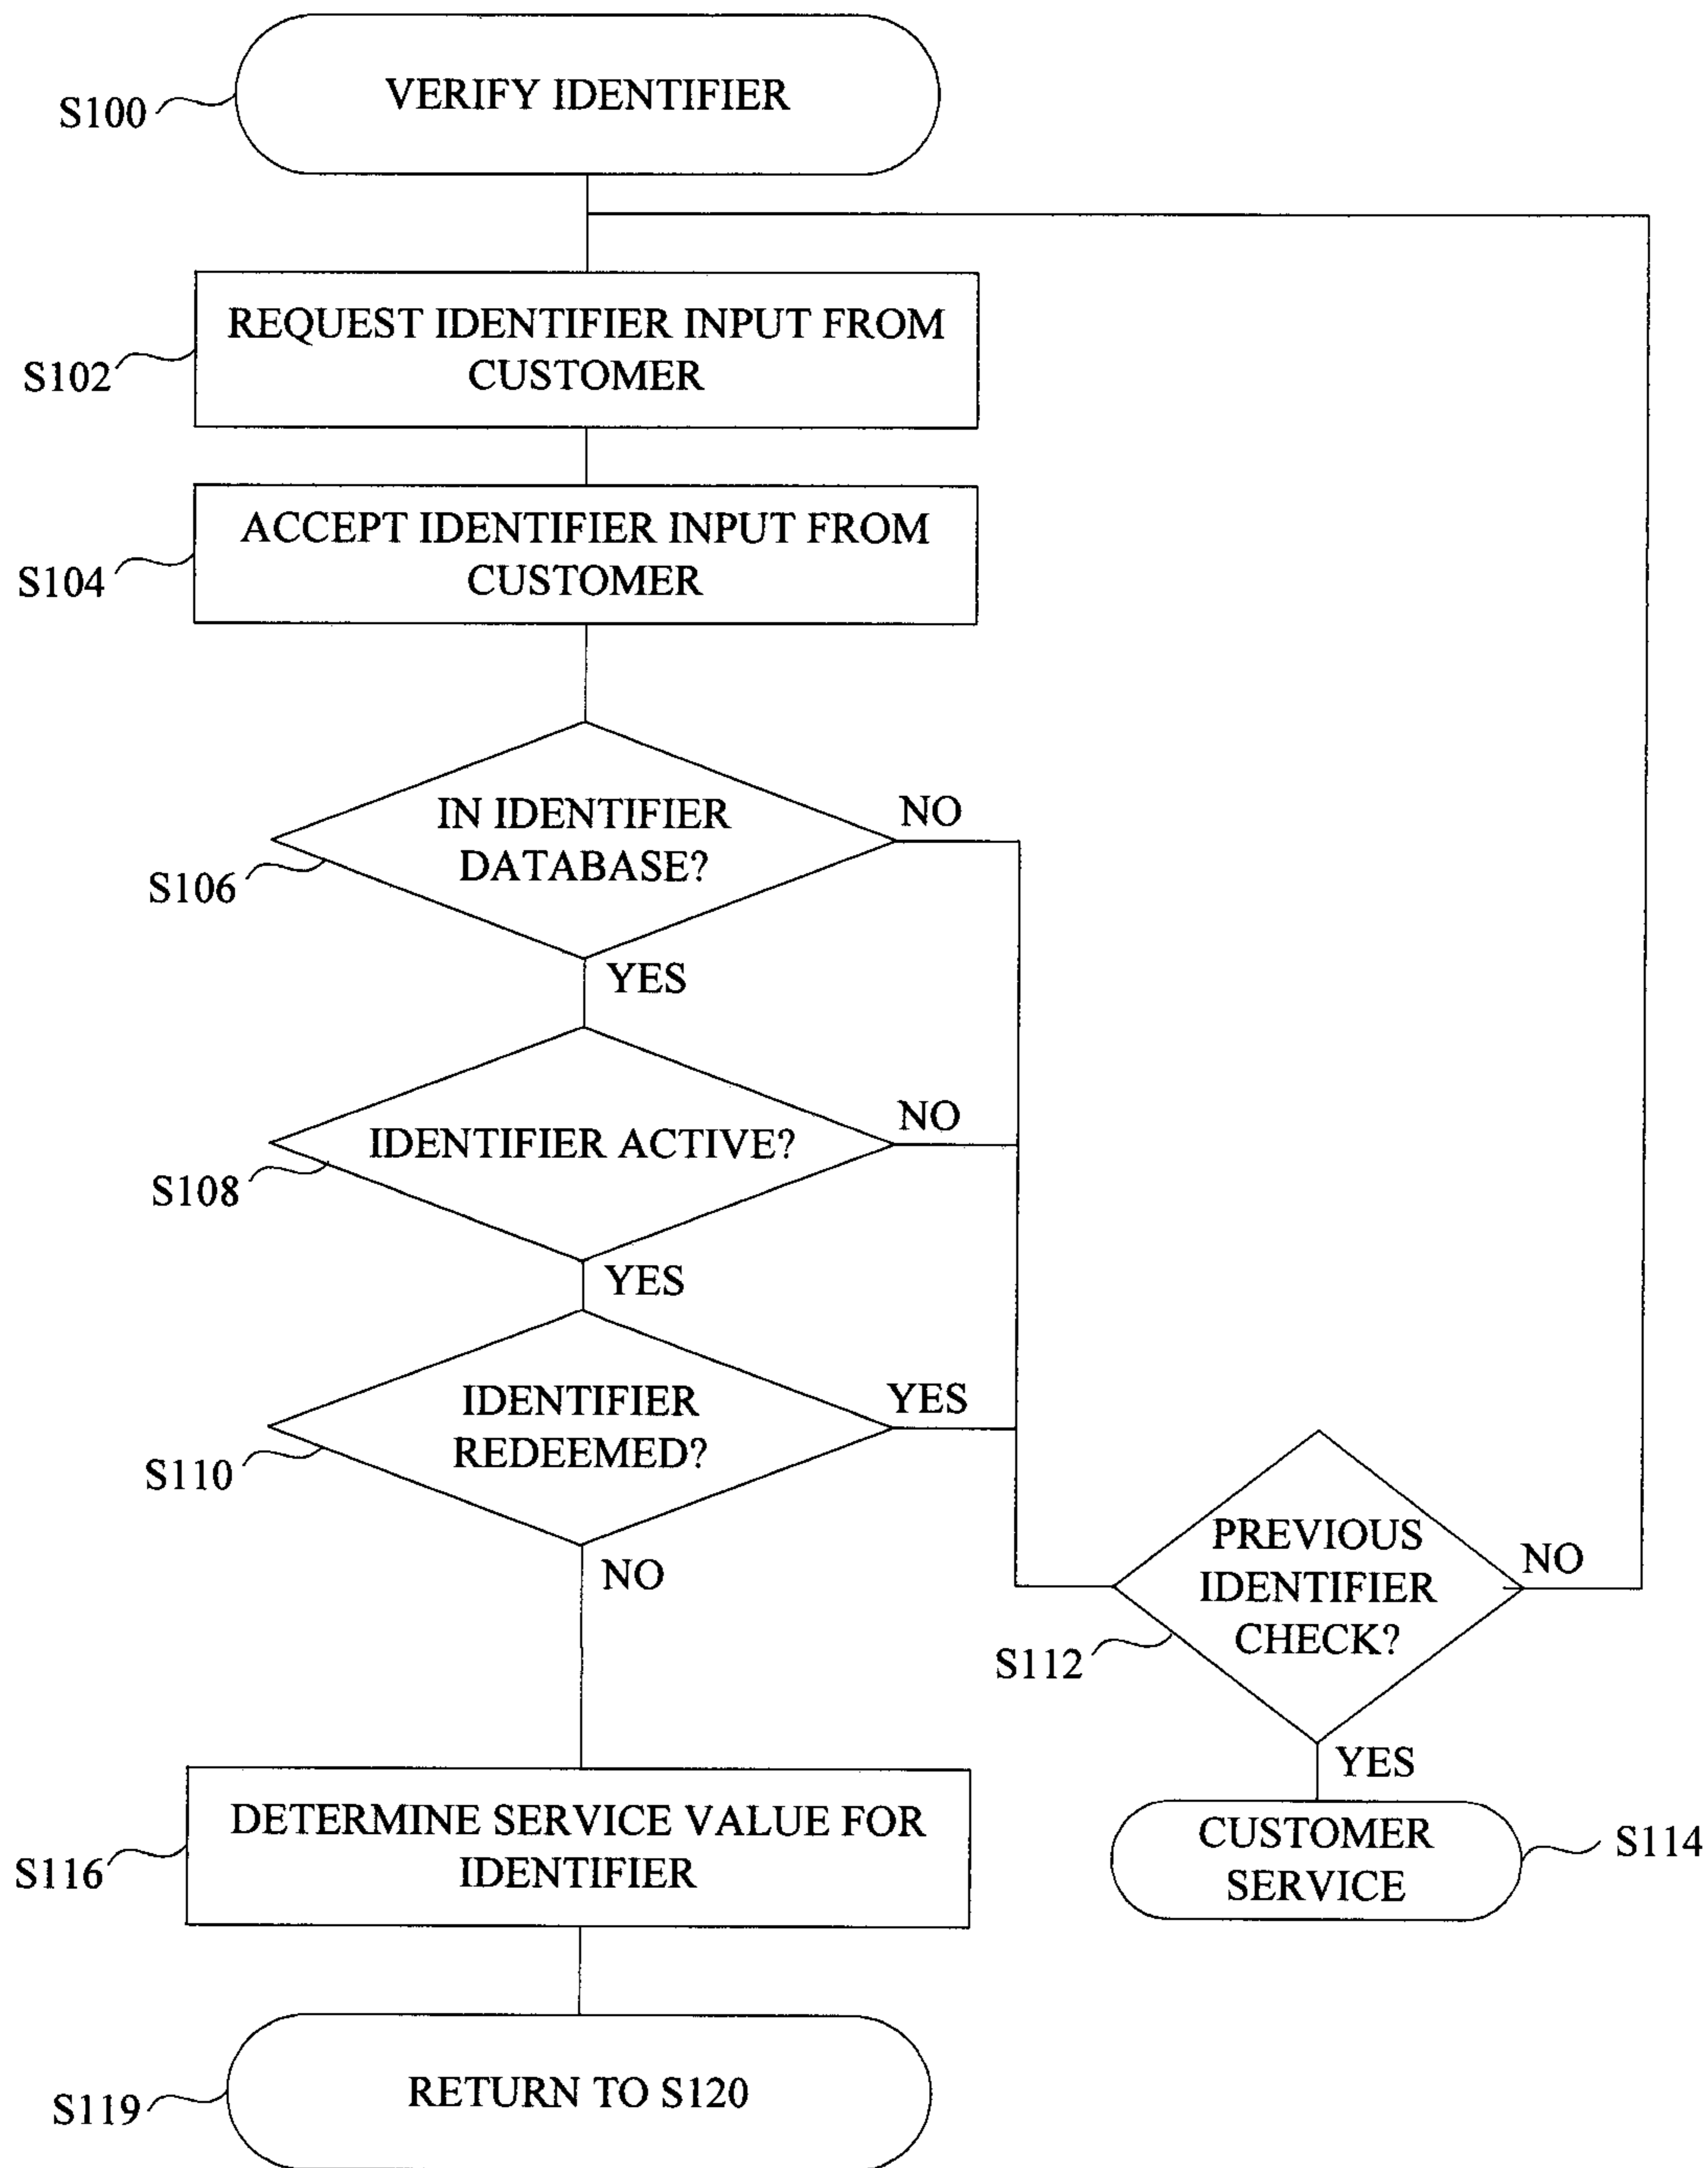 VERIFY IDENTIFIER
S100
REQUEST IDENTIFIER INPUT FROM
CUSTOMER
S102
ACCEPT IDENTIFIER INPUT FROM
CUSTOMER
S104
IN IDENTIFIER
DATABASE?
NO
S106
YES
IDENTIFIER ACTIVE?
NO
S108
YES
IDENTIFIER
REDEEMED?
YES
S110
NO
PREVIOUS
IDENTIFIER
CHECK?
NO
S112
YES
CUSTOMER
SERVICE
S114
DETERMINE SERVICE VALUE FOR
IDENTIFIER
S116
RETURN TO S120
S119